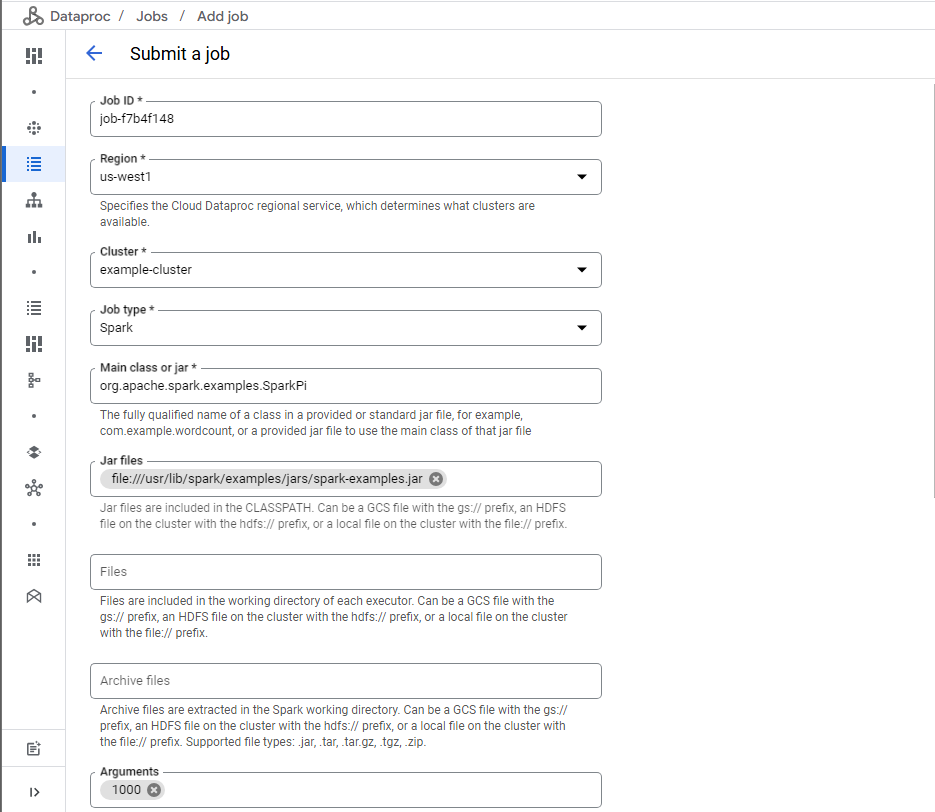 Dataproc / Jobs / Add job
Submit a job
Job ID *
job-f7b4f148
Region *
us-west1
Specifies the Cloud Dataproc regional service, which determines what clusters are
available.
Cluster *
example-cluster
Job type *
Spark
Main class or jar *
org.apache.spark.examples.SparkPi
The fully qualified name of a class in a provided or standard jar file, for example,
com.example.wordcount, or a provided jar file to use the main class of that jar file
Jar files
file:///usr/lib/spark/examples/jars/spark-examples.jar
Jar files are included in the CLASSPATH. Can be a GCS file with the gs:// prefix, an HDFS
file on the cluster with the hdfs:// prefix, or a local file on the cluster with the file:// prefix.
Files
Files are included in the working directory of each executor. Can be a GCS file with the
gs:// prefix, an HDFS file on the cluster with the hdfs:// prefix, or a local file on the cluster
with the file:// prefix.
Archive files
Archive files are extracted in the Spark working directory. Can be a GCS file with the gs://
prefix, an HDFS file on the cluster with the hdfs:// prefix, or a local file on the cluster with
the file:// prefix. Supported file types: .jar, .tar, .tar.gz, .tgz, .zip.
Arguments
1000